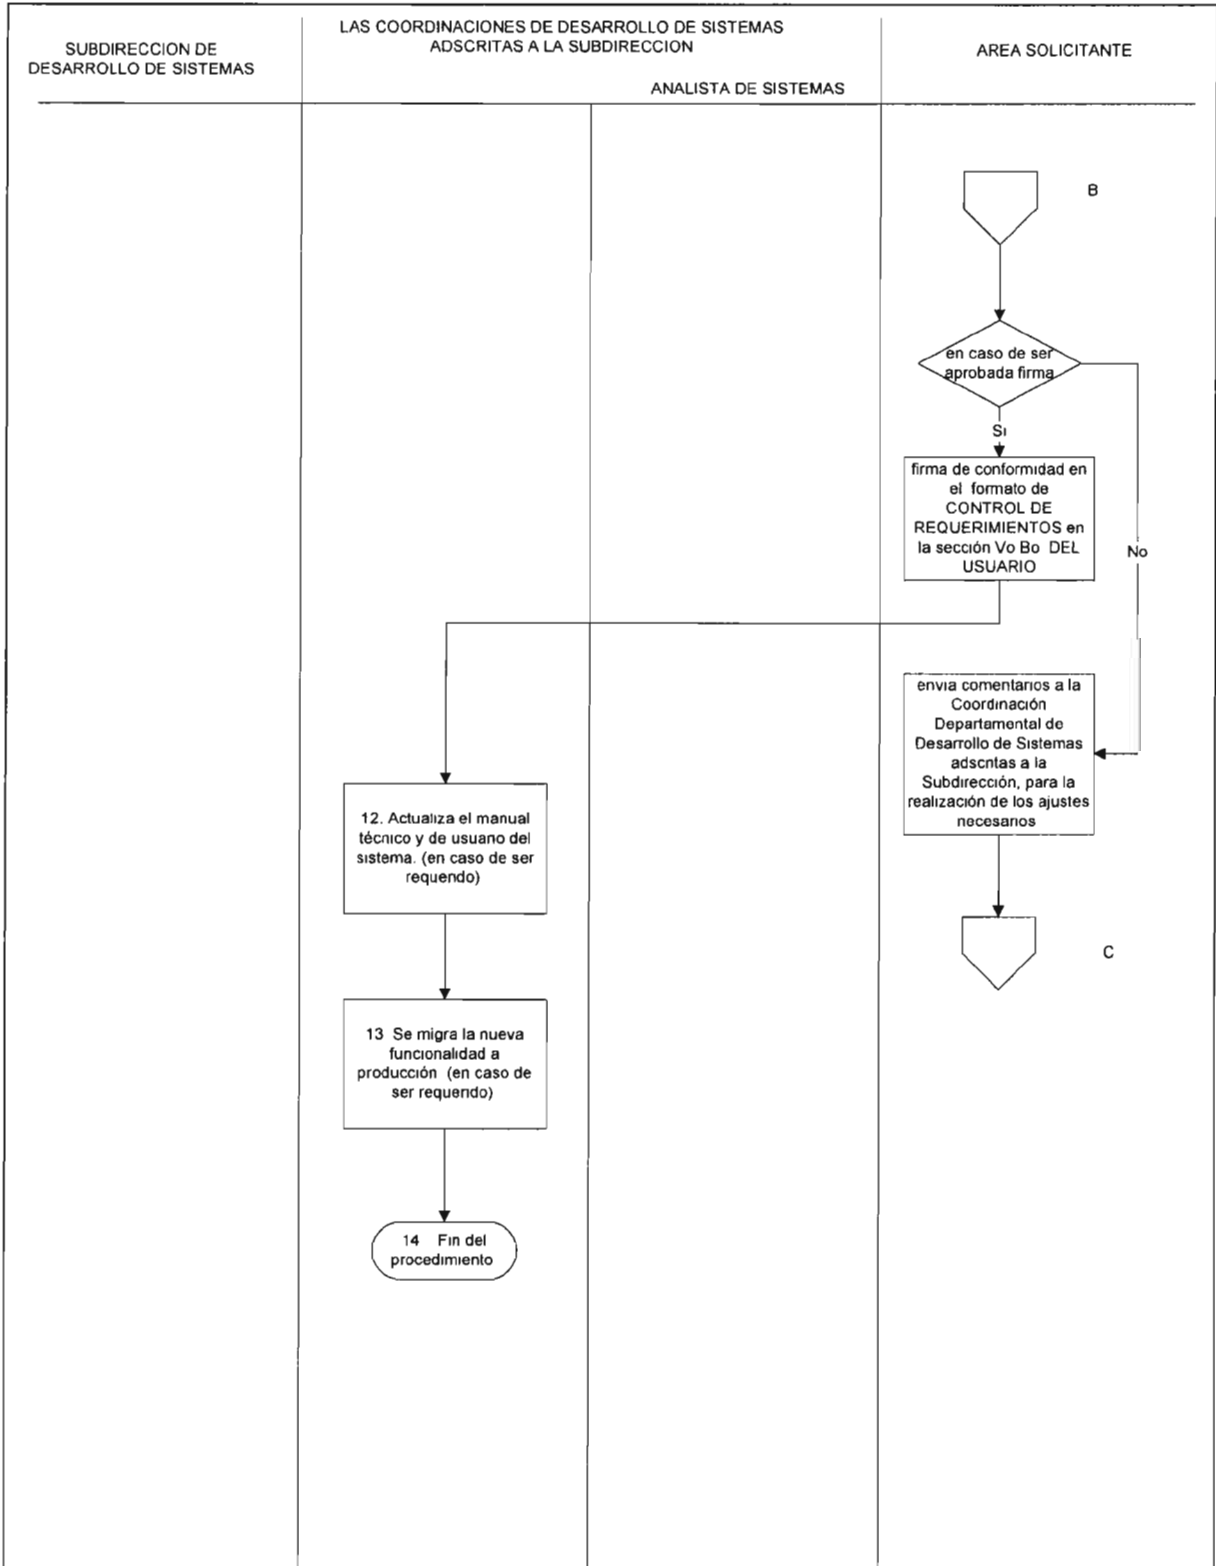 SUBDIRECCION DE
DESARROLLO DE SISTEMAS
LAS COORDINACIONES DE DESARROLLO DE SISTEMAS
ADSCRITAS A LA SUBDIRECCION
ANALISTA DE SISTEMAS
AREA SOLICITANTE
B
en caso de ser
aprobada firma
Si
firma de conformidad en
el formato de
CONTROL DE
REQUERIMIENTOS en
la sección Vo Bo DEL
USUARIO
No
envia comentarios a la
Coordinación
Departamental de
Desarrollo de Sistemas
adscritas a la
Subdirección, para la
realización de los ajustes
necesarios
C
12. Actualiza el manual
técnico y de usuario del
sistema. (en caso de ser
requerido)
13 Se migra la nueva
funcionalidad a
producción (en caso de
ser requerido)
14 Fin del
procedimiento